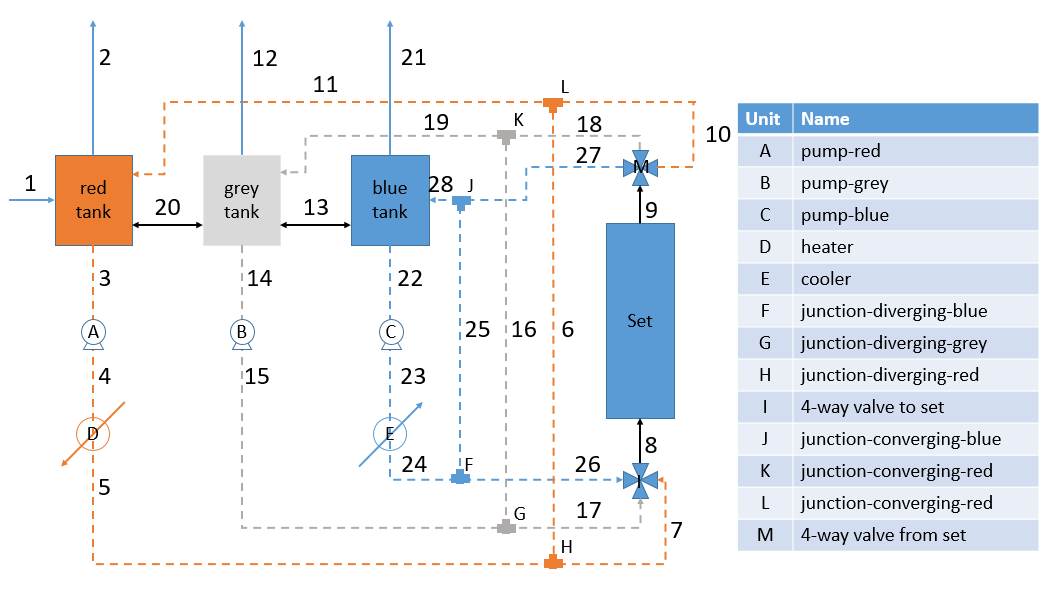 2
12
21
11
L
19
K
18
10
27
M
1
red
tank
20
grey
tank
13
blue
tank
28
J
9
3
14
22
Set
A
B
C
25
16
6
4
15
23
D
E
8
5
24
F
26
I
G
17
7
H
Unit Name
A pump-red
B pump-grey
C pump-blue
D heater
E cooler
F junction-diverging-blue
G junction-diverging-grey
H junction-diverging-red
I 4-way valve to set
J junction-converging-blue
K junction-converging-red
L junction-converging-red
M 4-way valve from set